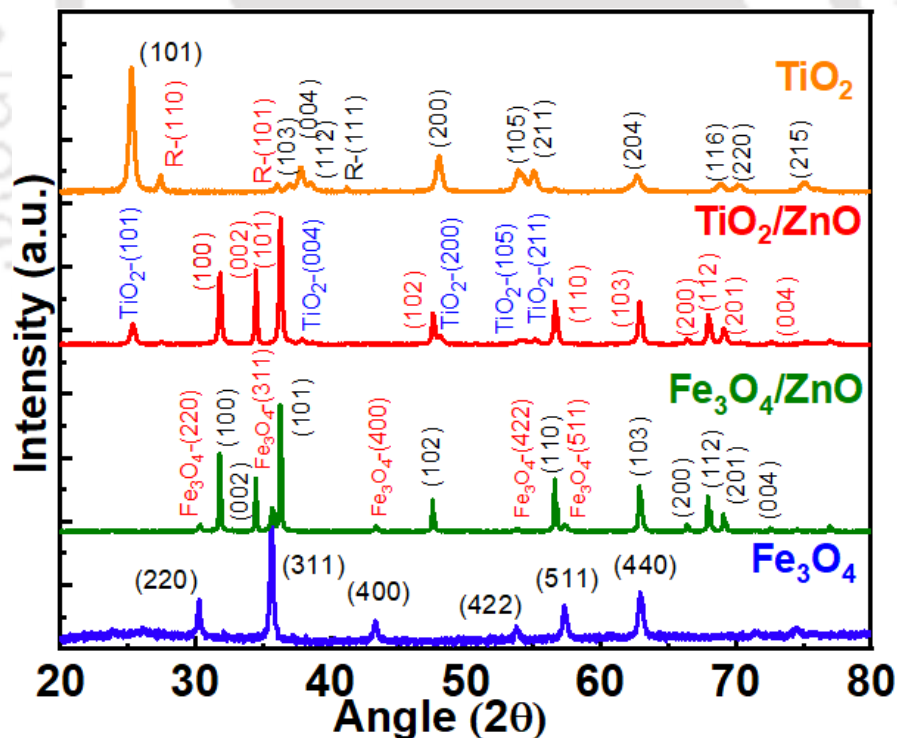 Intensity (a.u.)
TiO2
(101)
R-(110)
R-(101)
(103)
(004)
(112)
R-(111)
(200)
(105)
(211)
(204)
(116)
(220)
(215)
TiO2/ZnO
TiO2-(101)
(100)
(002)
(101)
TiO2-(004)
(102)
TiO2-(200)
TiO2-(105)
TiO2-(211)
(110)
(103)
(200)
(112)
(201)
(004)
Fe3O4/ZnO
Fe3O4-(220)
(100)
(002)
Fe3O4-(311)
(101)
Fe3O4-(400)
(102)
Fe3O4-(422)
(110)
Fe3O4-(511)
(103)
(200)
(112)
(201)
(004)
Fe3O4
(220)
(311)
(400)
(422)
(511)
(440)
20 30 40 50 60 70 80
Angle (2θ)